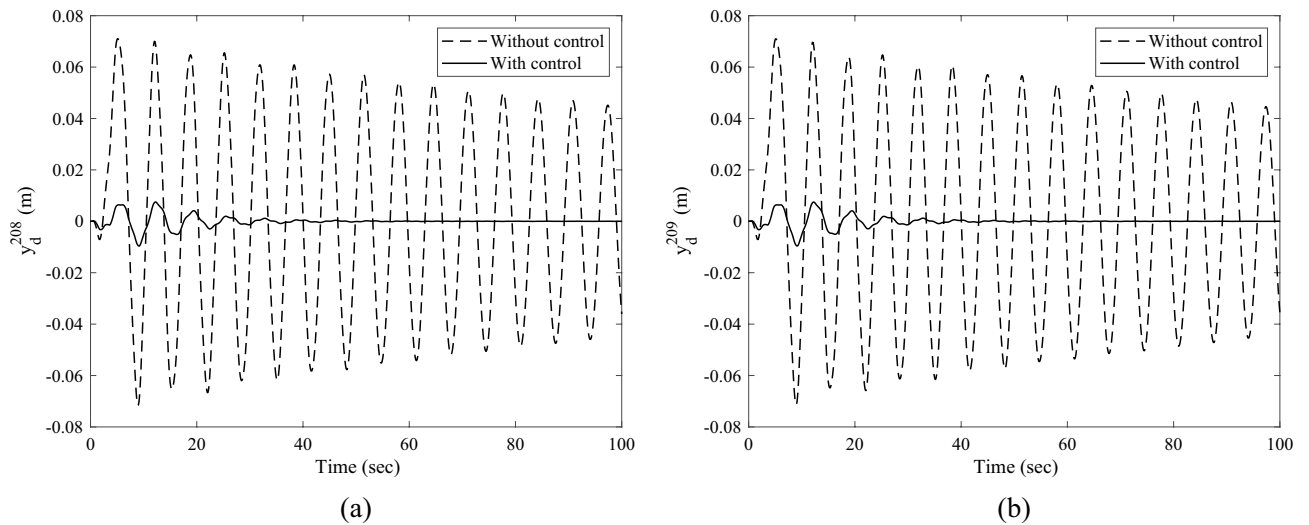 0.08
0.06
0.04
0.02
0
-0.02
-0.04
-0.06
-0.08
y_d^208 (m)
Without control
With control
0 20 40 60 80 100
Time (sec)
(a)
0.08
0.06
0.04
0.02
0
-0.02
-0.04
-0.06
-0.08
y_d^209 (m)
Without control
With control
0 20 40 60 80 100
Time (sec)
(b)